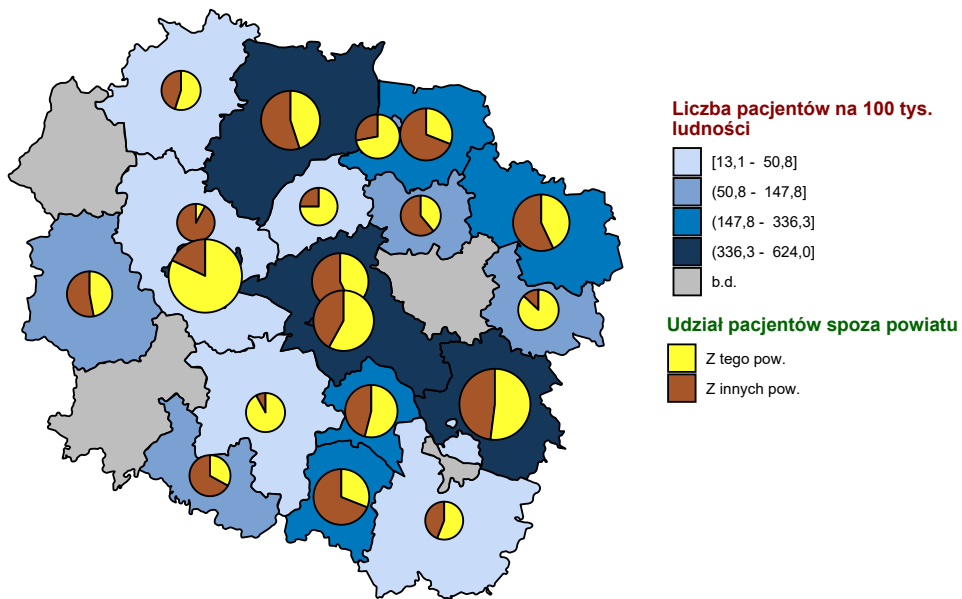 Liczba pacjentów na 100 tys.
ludności
[13,1 - 50,8]
(50,8 - 147,8]
(147,8 - 336,3]
(336,3 - 624,0]
b.d.
Udział pacjentów spoza powiatu
Z tego pow.
Z innych pow.